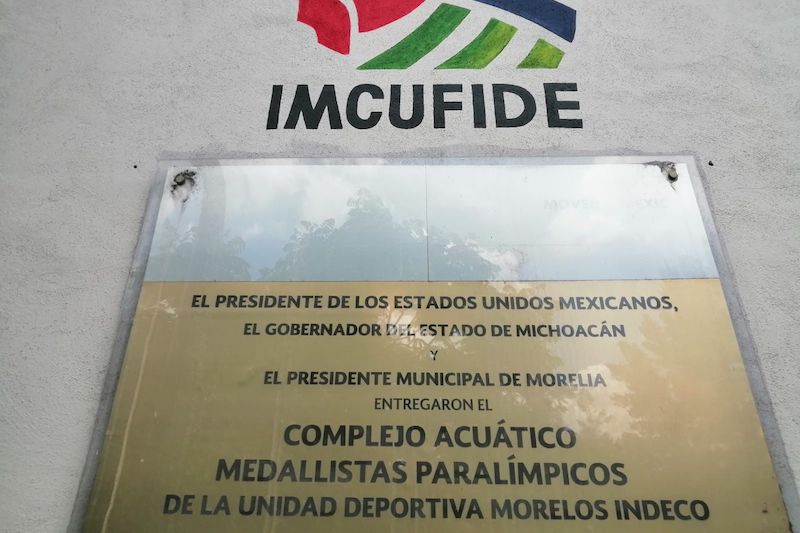 IMCUFIDE
EL PRESIDENTE DE LOS ESTADOS UNIDOS MEXICANOS,
EL GOBERNADOR DEL ESTADO DE MICHOACÁN
Y
EL PRESIDENTE MUNICIPAL DE MORELIA
ENTREGARON EL
COMPLEJO ACUÁTICO
MEDALLISTAS PARALÍMPICOS
DE LA UNIDAD DEPORTIVA MORELOS INDECO